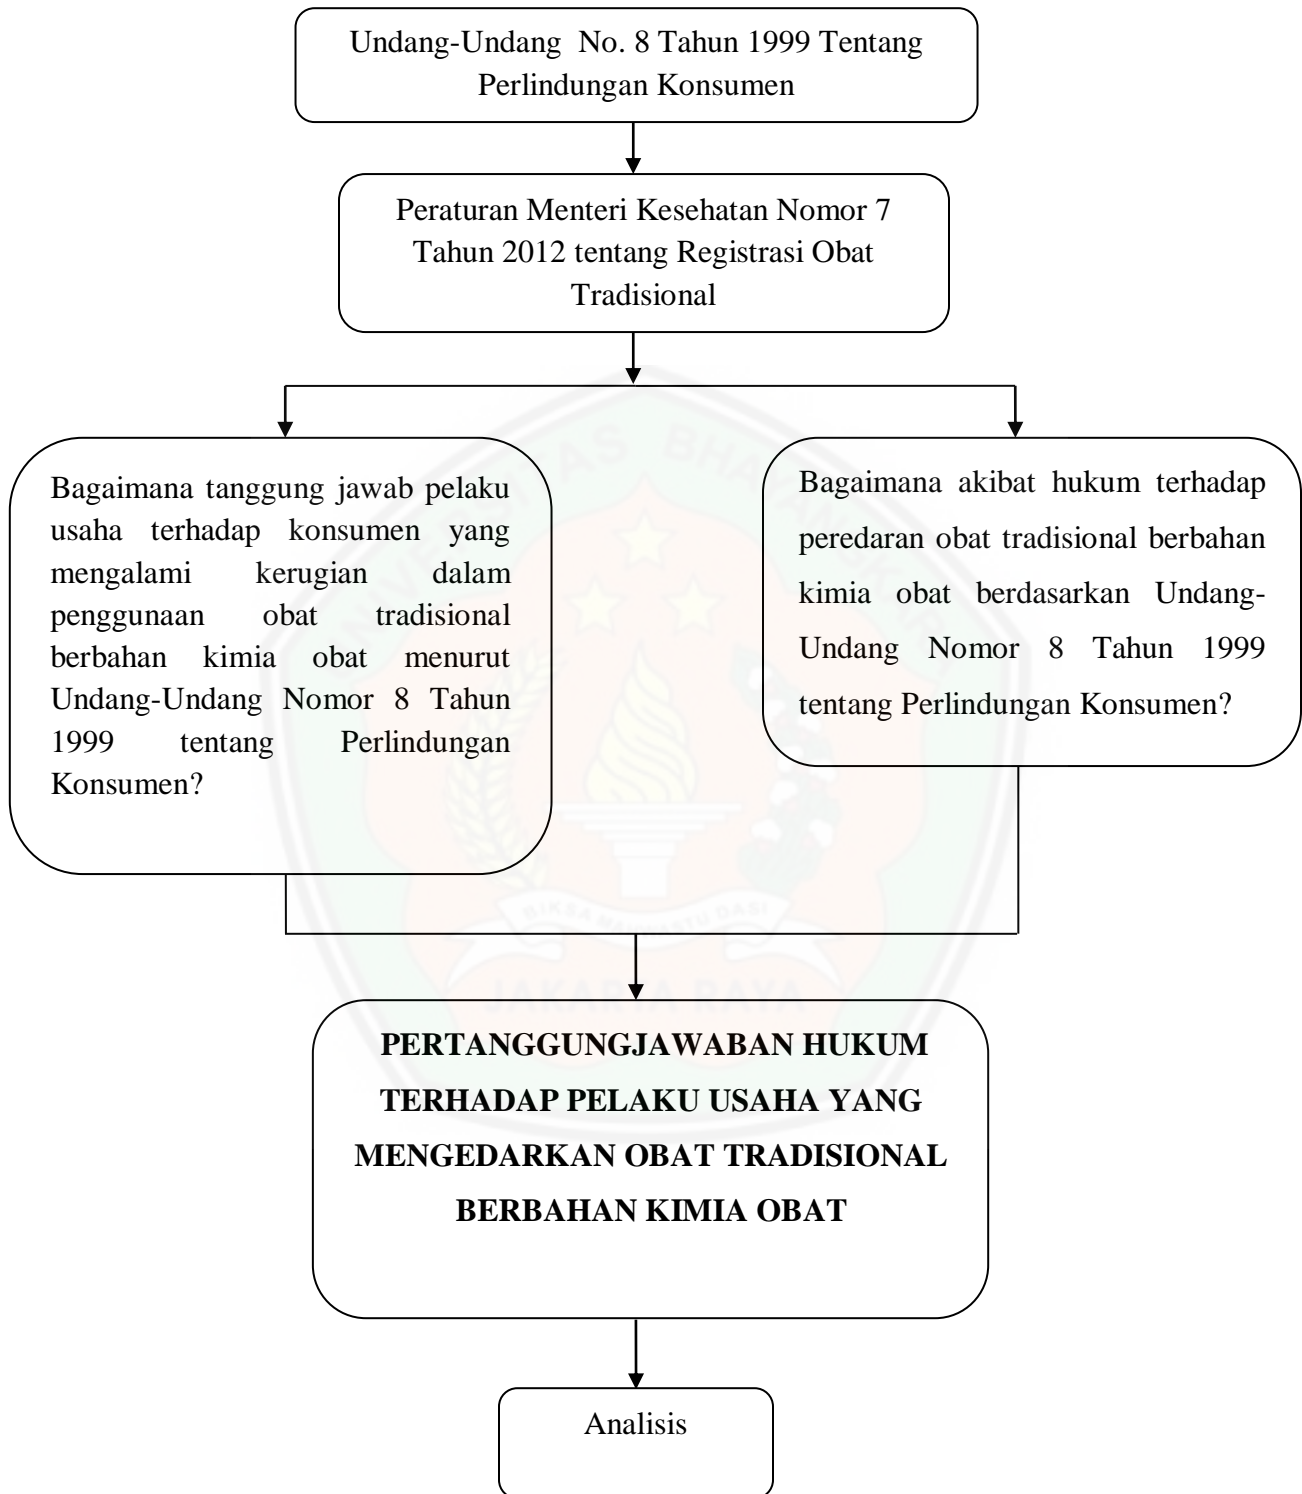 Undang-Undang No. 8 Tahun 1999 Tentang
Perlindungan Konsumen
Peraturan Menteri Kesehatan Nomor 7
Tahun 2012 tentang Registrasi Obat
Tradisional
Bagaimana tanggung jawab pelaku
usaha terhadap konsumen yang
mengalami kerugian dalam
penggunaan obat tradisional
berbahan kimia obat menurut
Undang-Undang Nomor 8 Tahun
1999 tentang Perlindungan
Konsumen?
Bagaimana akibat hukum terhadap
peredaran obat tradisional berbahan
kimia obat berdasarkan Undang-
Undang Nomor 8 Tahun 1999
tentang Perlindungan Konsumen?
UNIVERSITAS BHAYANGKARA
JAKARTA RAYA
PERTANGGUNGJAWABAN HUKUM
TERHADAP PELAKU USAHA YANG
MENGEDARKAN OBAT TRADISIONAL
BERBAHAN KIMIA OBAT
Analisis